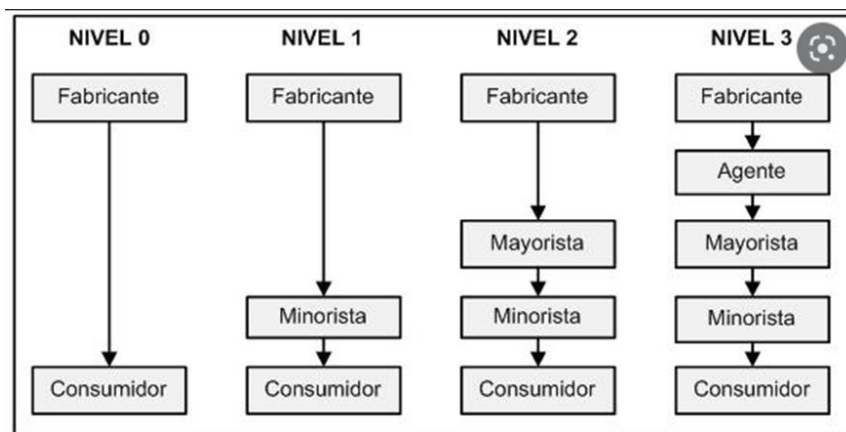 NIVEL 0
NIVEL 1
NIVEL 2
NIVEL 3
Fabricante
Fabricante
Fabricante
Fabricante
Agente
Mayorista
Mayorista
Minorista
Minorista
Minorista
Consumidor
Consumidor
Consumidor
Consumidor